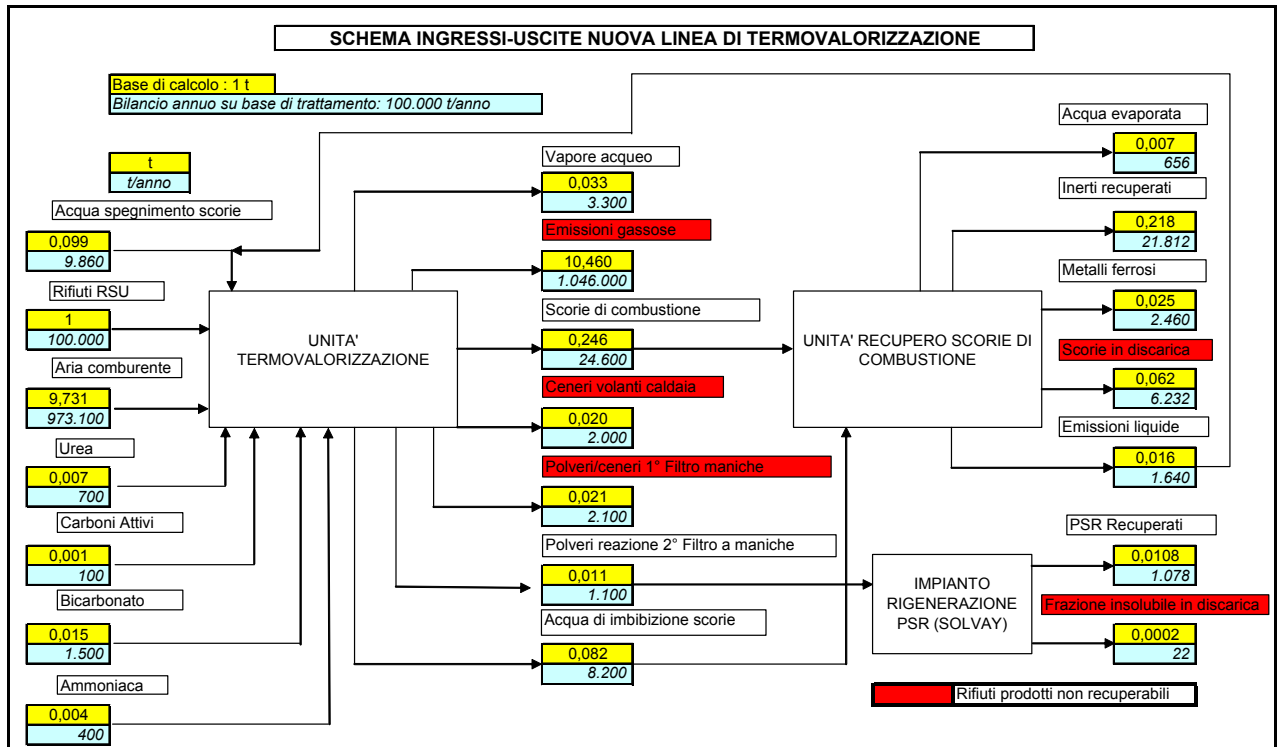 SCHEMA INGRESSI-USCITE NUOVA LINEA DI TERMOVALORIZZAZIONE
Base di calcolo : 1 t
Bilancio annuo su base di trattamento: 100.000 t/anno
t
t/anno
Acqua spegnimento scorie
0,099
9.860
Rifiuti RSU
1
100.000
Aria comburente
9,731
973.100
Urea
0,007
700
Carboni Attivi
0,001
100
Bicarbonato
0,015
1.500
Ammoniaca
0,004
400
UNITA'
TERMOVALORIZZAZIONE
Vapore acqueo
0,033
3.300
Emissioni gassose
10,460
1.046.000
Scorie di combustione
0,246
24.600
Ceneri volanti caldaia
0,020
2.000
Polveri/ceneri 1° Filtro maniche
0,021
2.100
Polveri reazione 2° Filtro a maniche
0,011
1.100
Acqua di imbibizione scorie
0,082
8.200
UNITA' RECUPERO SCORIE DI
COMBUSTIONE
IMPIANTO
RIGENERAZIONE
PSR (SOLVAY)
Acqua evaporata
0,007
656
Inerti recuperati
0,218
21.812
Metalli ferrosi
0,025
2.460
Scorie in discarica
0,062
6.232
Emissioni liquide
0,016
1.640
PSR Recuperati
0,0108
1.078
Frazione insolubile in discarica
0,0002
22
Rifiuti prodotti non recuperabili